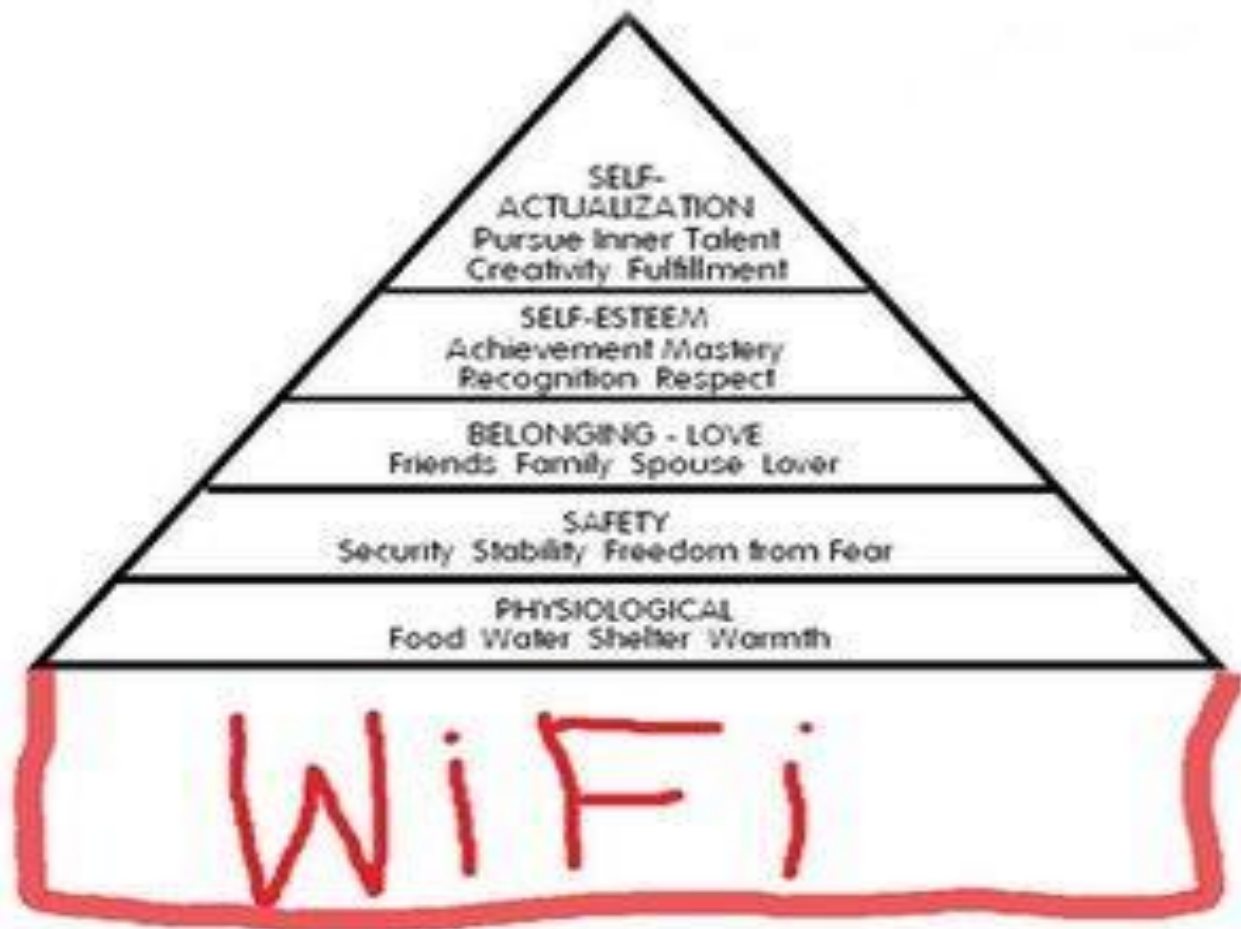 SELF-
ACTUALIZATION
Pursue Inner Talent
Creativity Fulfillment
SELF-ESTEEM
Achievement Mastery
Recognition Respect
BELONGING - LOVE
Friends Family Spouse Lover
SAFETY
Security Stability Freedom from Fear
PHYSIOLOGICAL
Food Water Shelter Warmth
WiFi